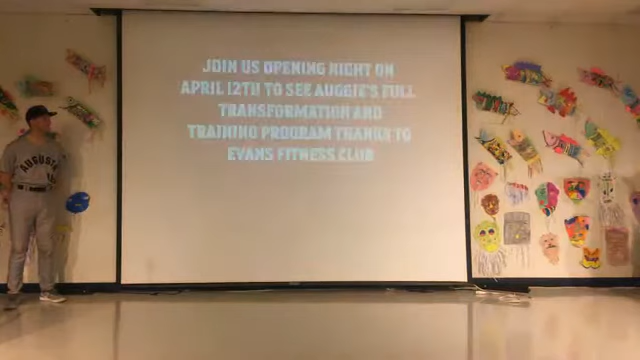 JOIN US OPENING NIGHT ON
APRIL 12TH TO SEE AUGGIE'S FULL
TRANSFORMATION AND
TRAINING PROGRAM THANKS TO
EVANS FITNESS CLUB
AUGUSTA